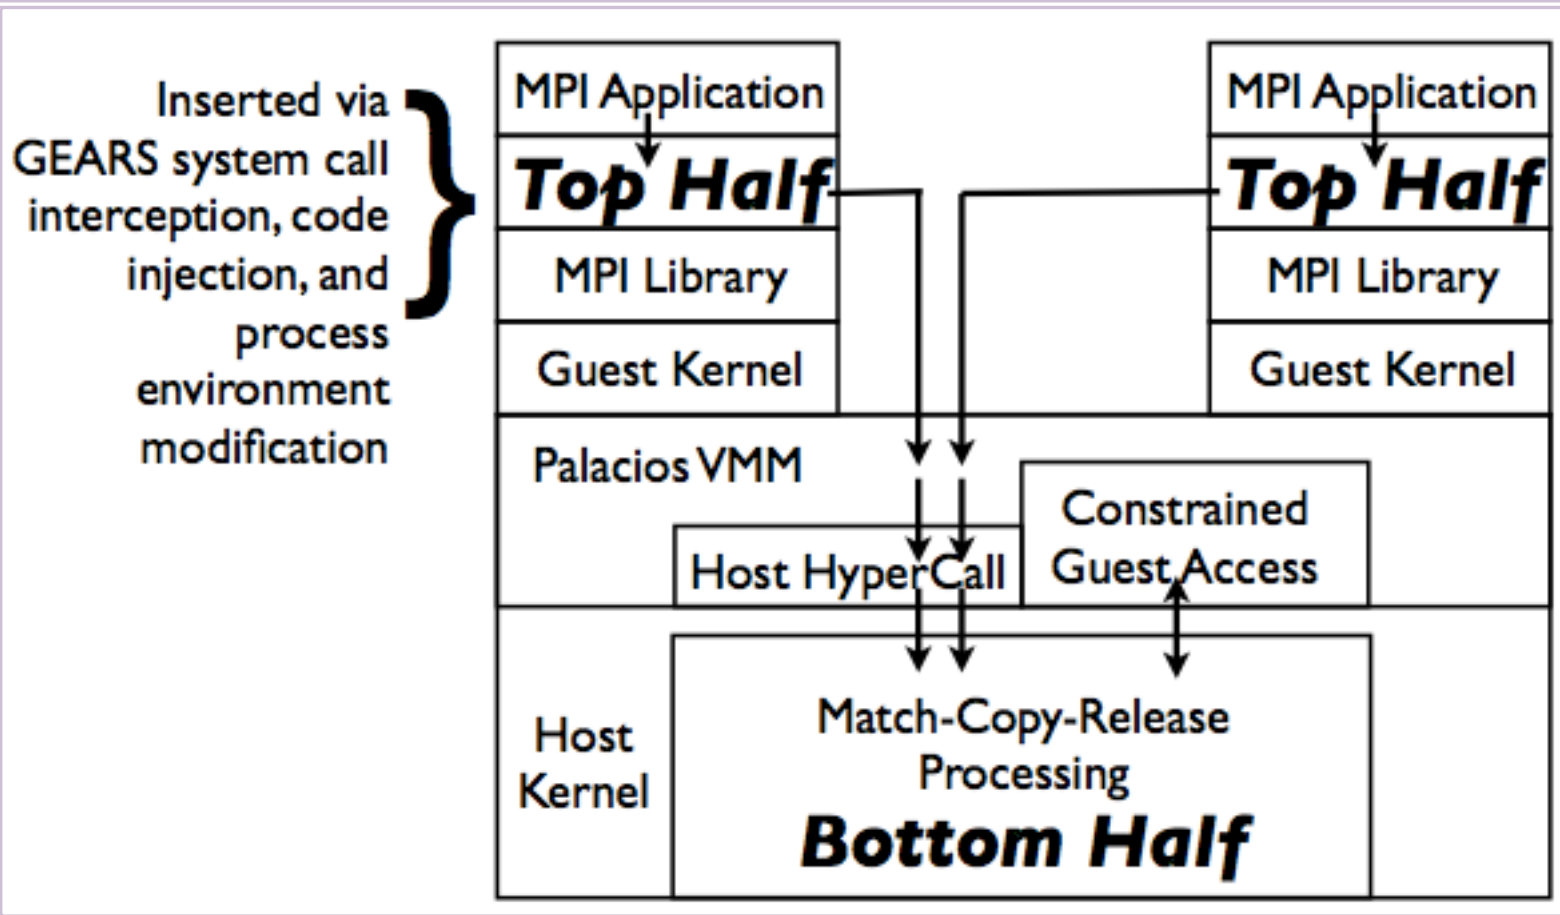 Inserted via
GEARS system call
interception, code
injection, and
process
environment
modification
MPI Application
Top Half
MPI Library
Guest Kernel
MPI Application
Top Half
MPI Library
Guest Kernel
Palacios VMM
Host HyperCall
Constrained
Guest Access
Host
Kernel
Match-Copy-Release
Processing
Bottom Half